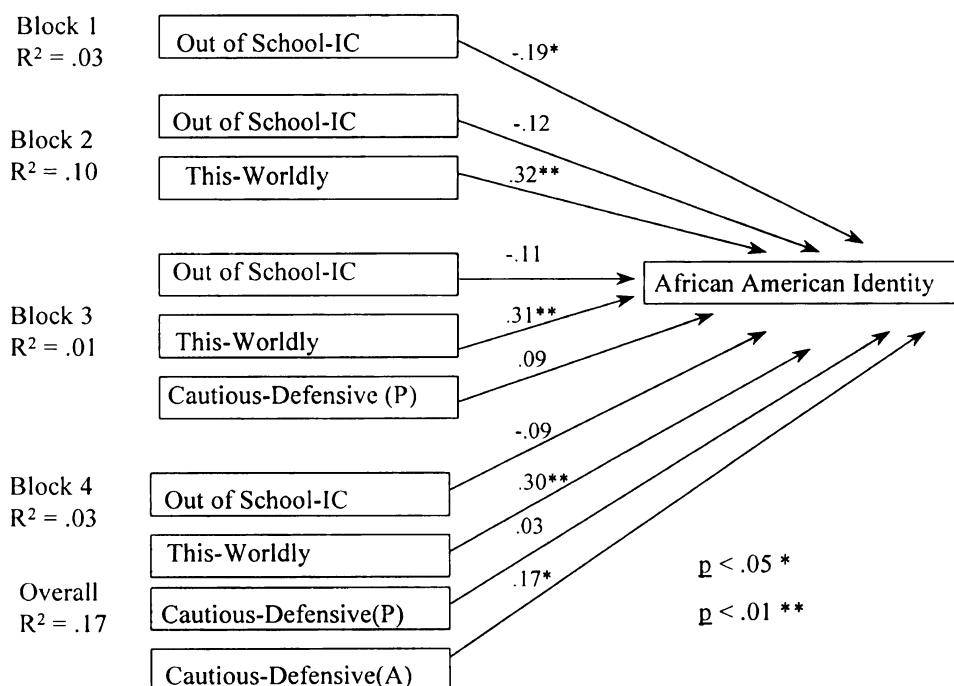 Block 1
R² = .03
Out of School-IC
-.19*
Block 2
R² = .10
Out of School-IC
-.12
This-Worldly
.32**
Block 3
R² = .01
Out of School-IC
-.11
This-Worldly
.31**
Cautious-Defensive (P)
.09
African American Identity
Block 4
R² = .03
Out of School-IC
-.09
This-Worldly
.30**
Overall
R² = .17
Cautious-Defensive(P)
.03
Cautious-Defensive(A)
.17*
p < .05 *
p < .01 **